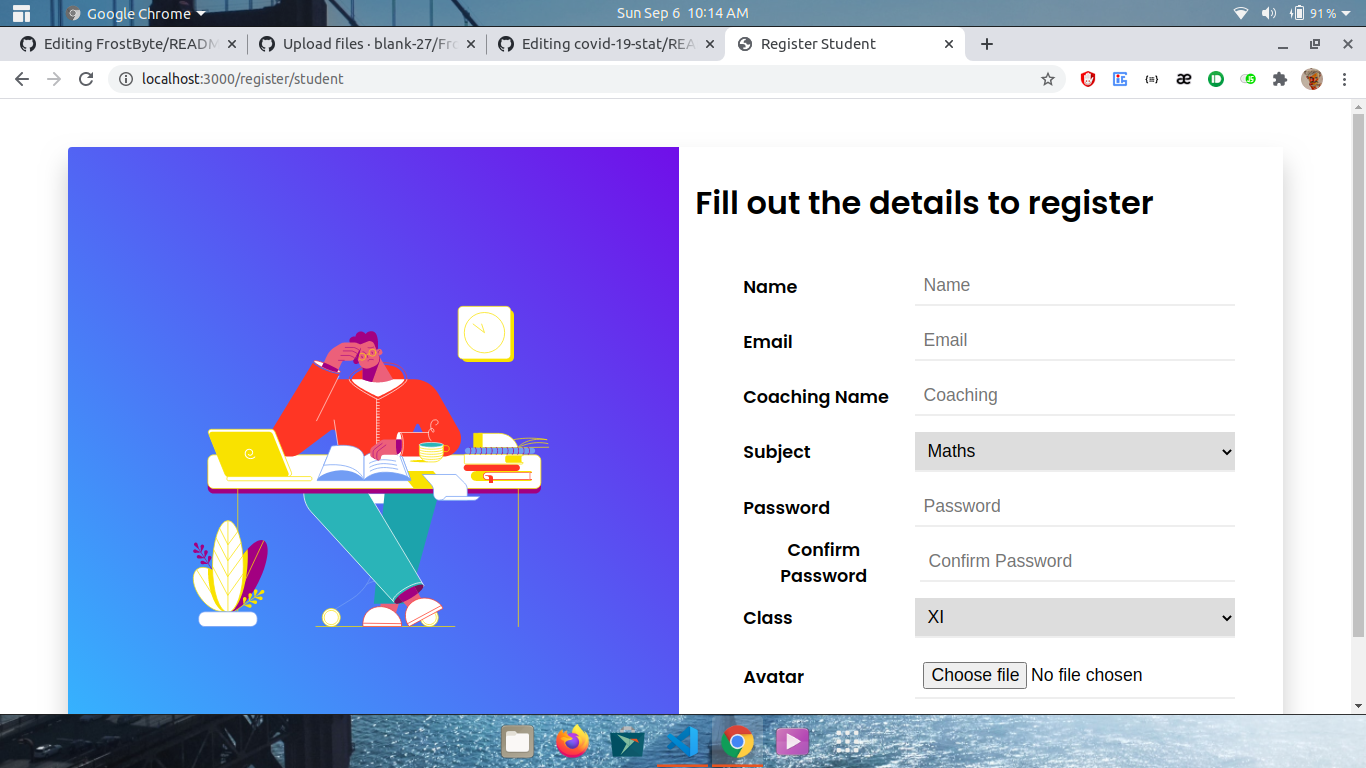 Google Chrome
Sun Sep 6 10:14 AM
91 %
Editing FrostByte/READM
Upload files · blank-27/Fro
Editing covid-19-stat/REA
Register Student
localhost:3000/register/student
Fill out the details to register
Name
Name
Email
Email
Coaching Name
Coaching
Subject
Maths
Password
Password
Confirm
Password
Confirm Password
Class
XI
Avatar
Choose file No file chosen